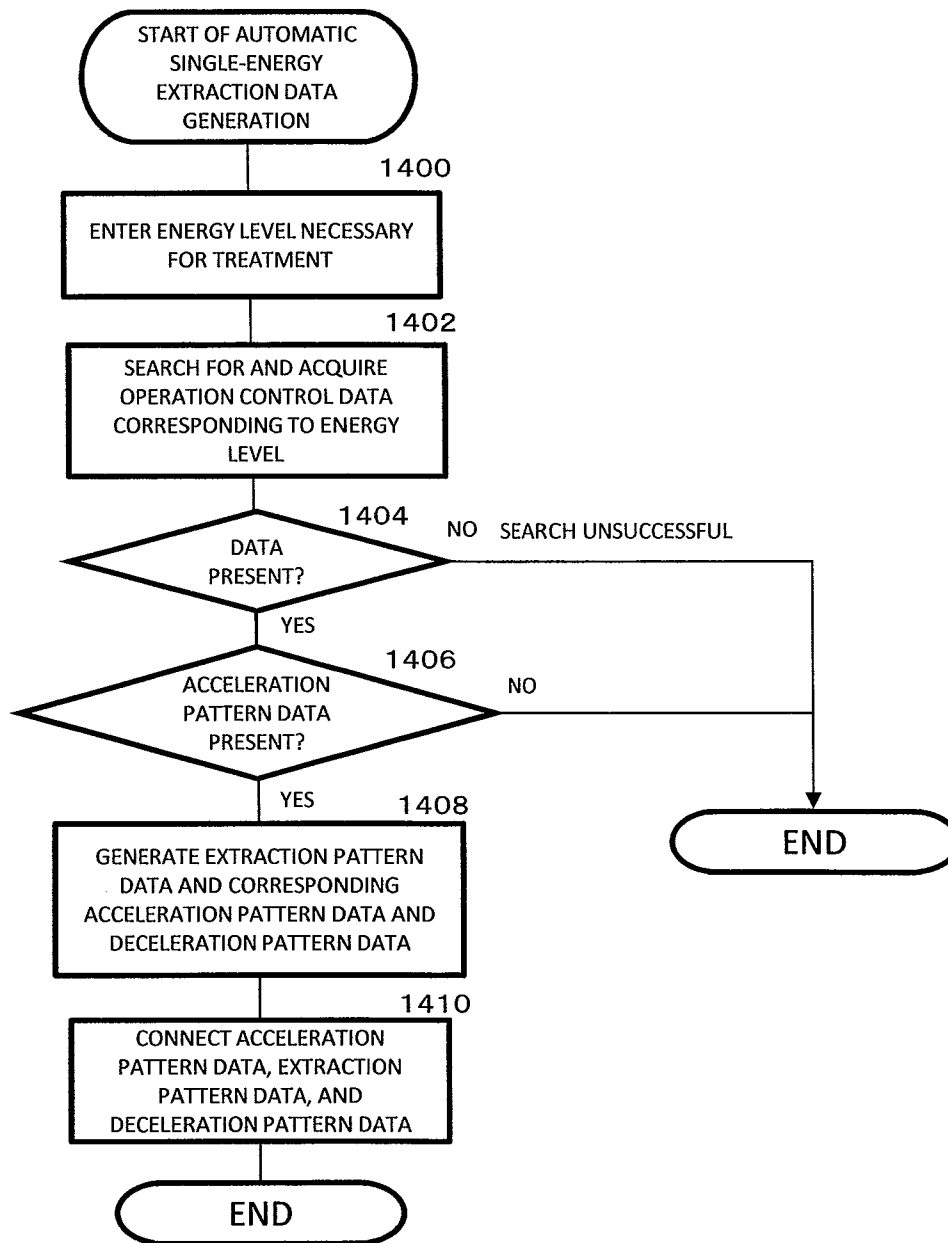 START OF AUTOMATIC
SINGLE-ENERGY
EXTRACTION DATA
GENERATION
1400
ENTER ENERGY LEVEL NECESSARY
FOR TREATMENT
1402
SEARCH FOR AND ACQUIRE
OPERATION CONTROL DATA
CORRESPONDING TO ENERGY
LEVEL
1404
NO SEARCH UNSUCCESSFUL
DATA
PRESENT?
YES
1406
ACCELERATION
PATTERN DATA
PRESENT?
NO
YES
1408
GENERATE EXTRACTION PATTERN
DATA AND CORRESPONDING
ACCELERATION PATTERN DATA AND
DECELERATION PATTERN DATA
END
1410
CONNECT ACCELERATION
PATTERN DATA, EXTRACTION
PATTERN DATA, AND
DECELERATION PATTERN DATA
END